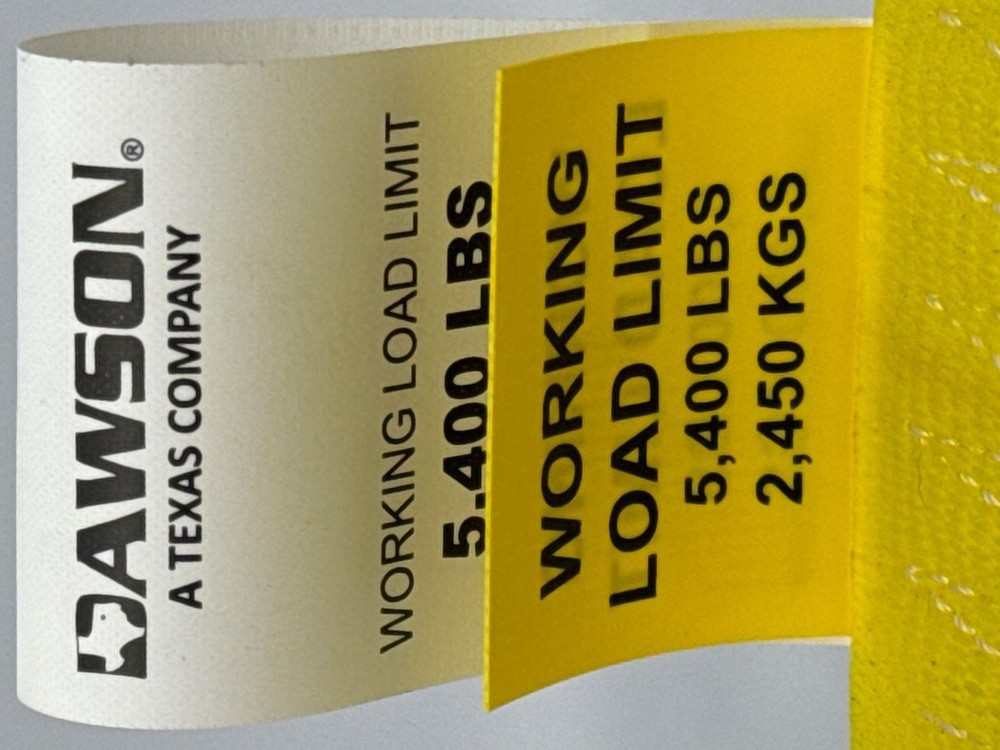 DAWSON®
A TEXAS COMPANY
WORKING LOAD LIMIT
5,400 LBS
WORKING
LOAD LIMIT
5,400 LBS
2,450 KGS